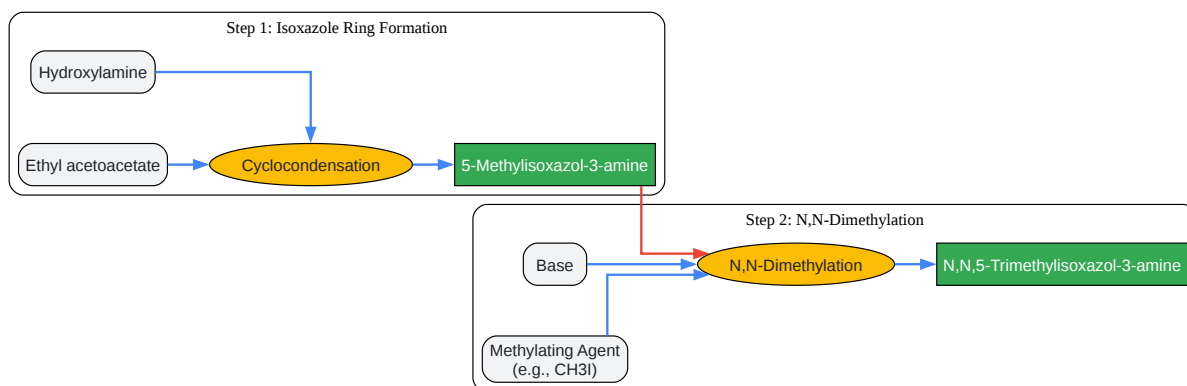 Step 1: Isoxazole Ring Formation
Hydroxylamine
Ethyl acetoacetate
Cyclocondensation
5-Methylisoxazol-3-amine
Step 2: N,N-Dimethylation
Base
N,N-Dimethylation
N,N,5-Trimethylisoxazol-3-amine
Methylating Agent
(e.g., CH3I)